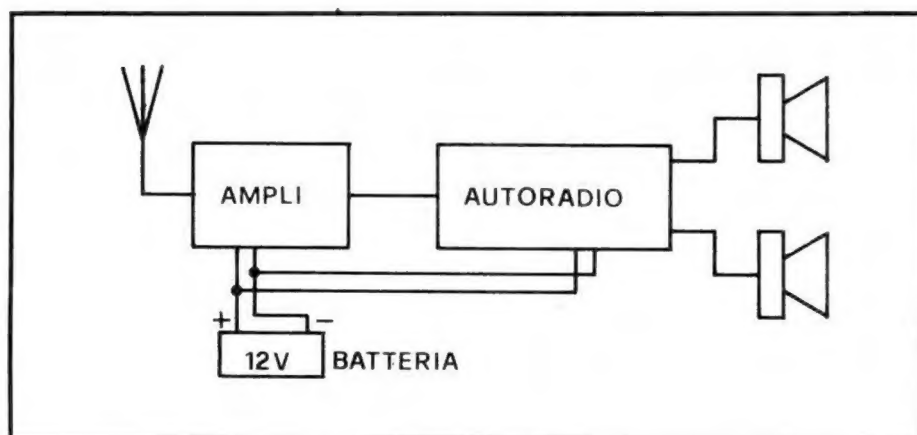 AMPLI
AUTORADIO
+ −
12V
BATTERIA